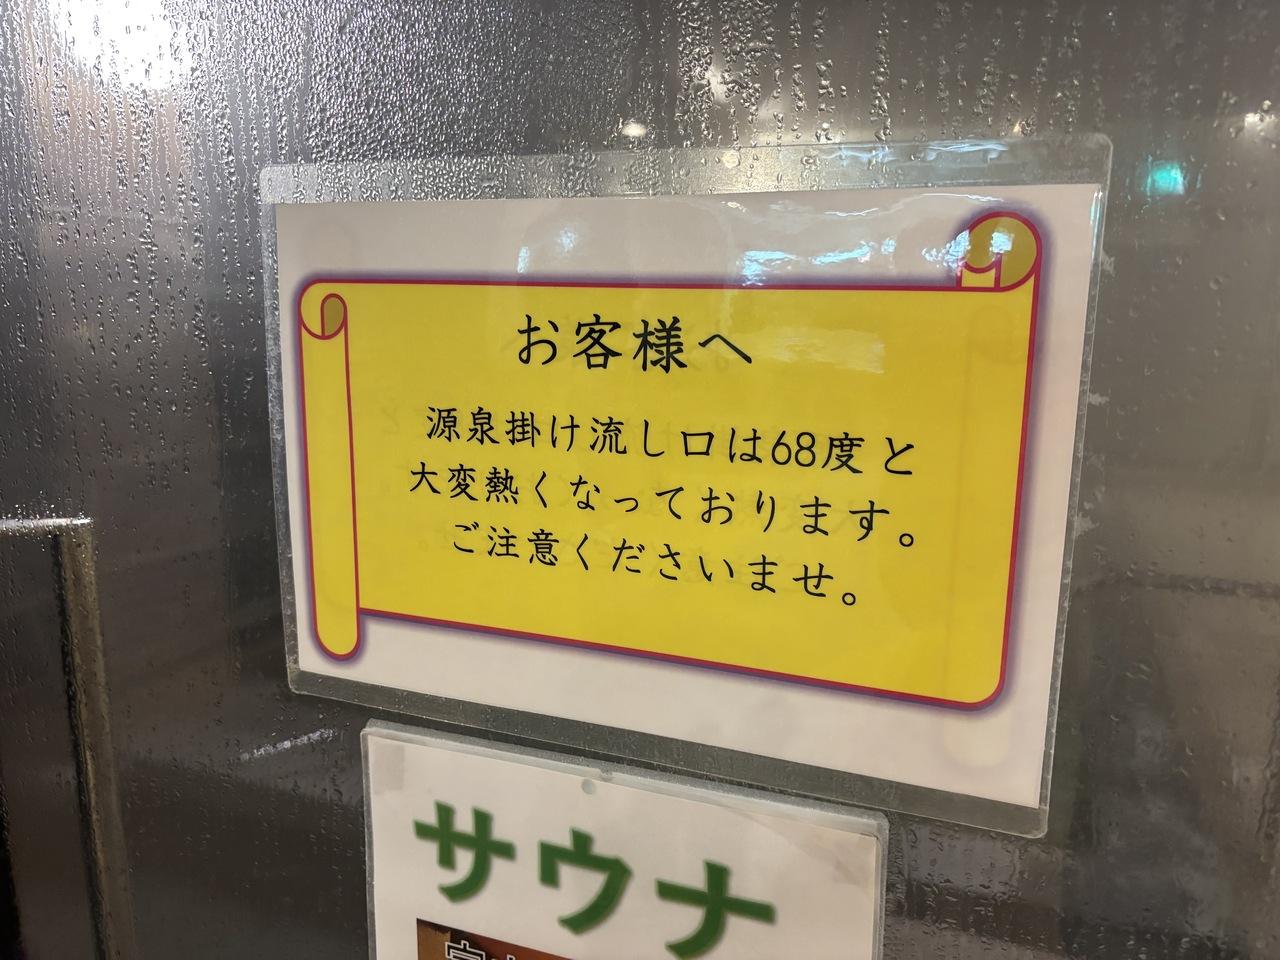 お客様へ
源泉掛け流し口は68度と
大変熱くなっております。
ご注意くださいませ。
サウナ